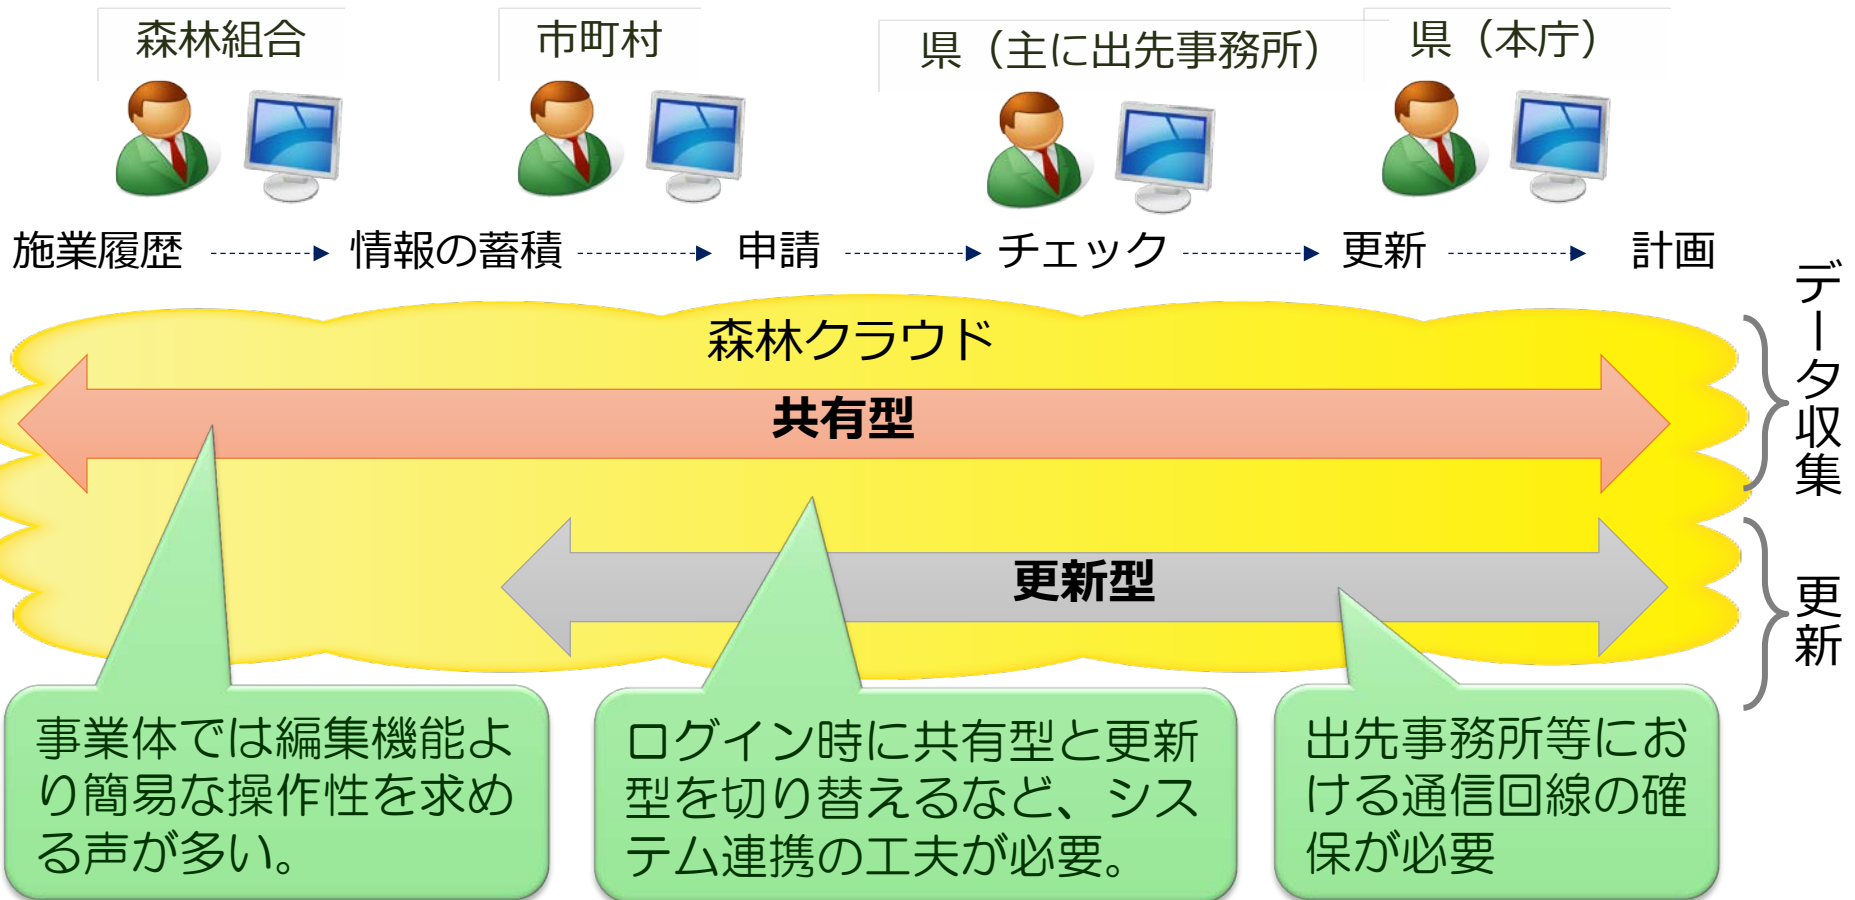 森林組合
市町村
県（主に出先事務所）
県（本庁）
施業履歴
情報の蓄積
申請
チェック
更新
計画
森林クラウド
共有型
更新型
データ収集
更新
事業体では編集機能よ
り簡易な操作性を求め
る声が多い。
ログイン時に共有型と更新
型を切り替えるなど、シス
テム連携の工夫が必要。
出先事務所等にお
ける通信回線の確
保が必要